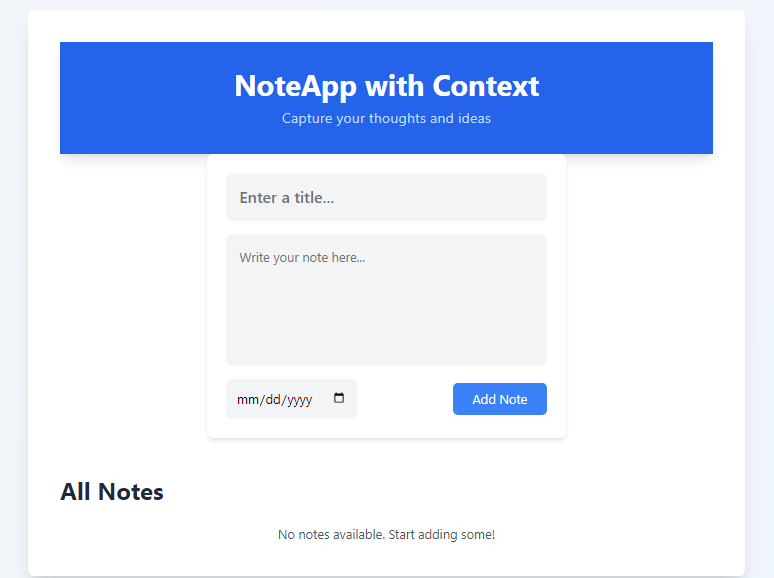 NoteApp with Context
Capture your thoughts and ideas
Enter a title...
Write your note here...
mm/dd/yyyy
Add Note
All Notes
No notes available. Start adding some!